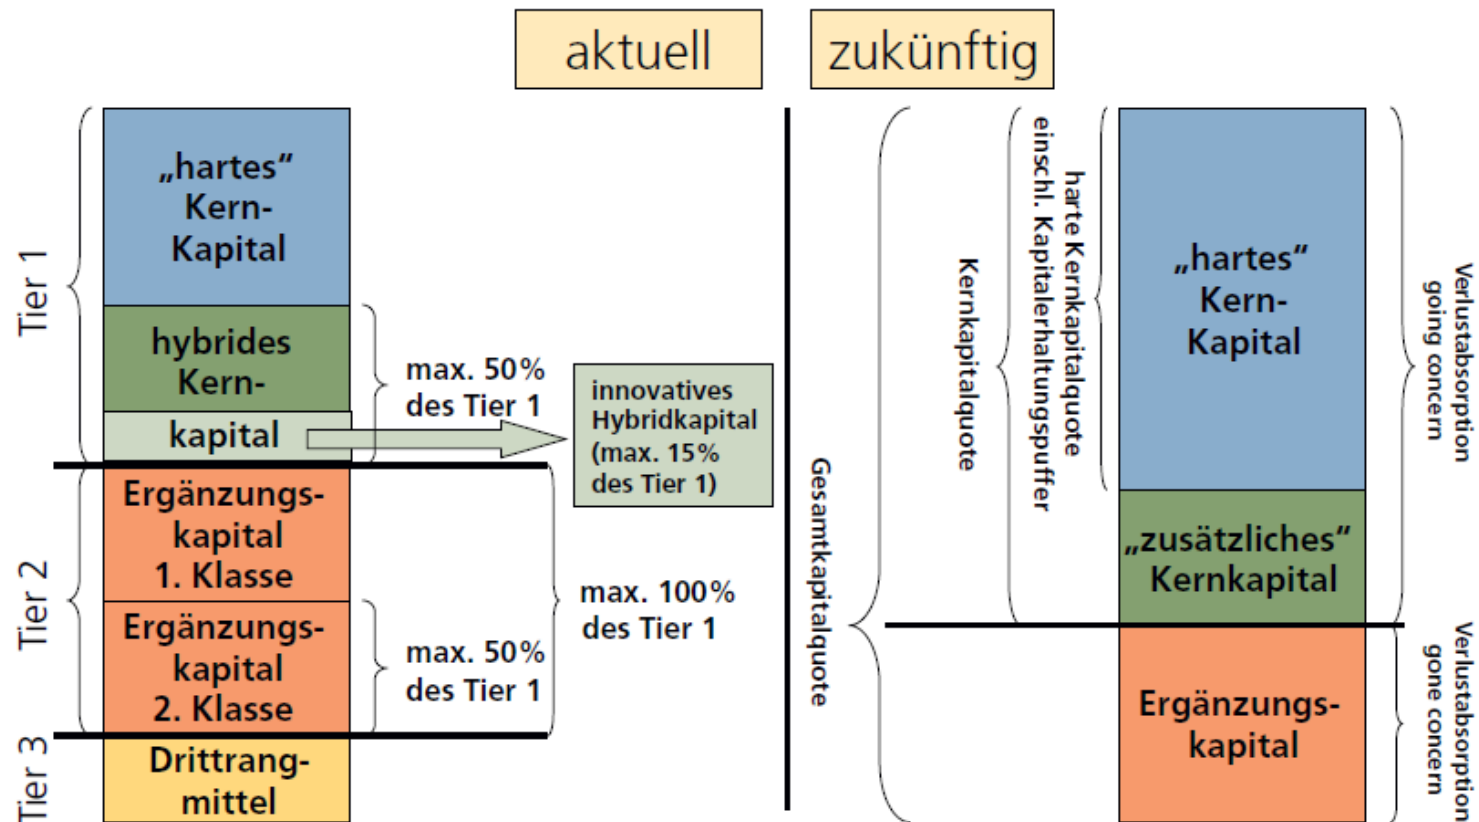 aktuell
zukünftig
Tier 1
„hartes“
Kern-
Kapital
hybrides
Kern-
kapital
max. 50%
des Tier 1
innovatives
Hybridkapital
(max. 15%
des Tier 1)
Tier 2
Ergänzungs-
kapital
1. Klasse
Ergänzungs-
kapital
2. Klasse
max. 50%
des Tier 1
max. 100%
des Tier 1
Tier 3
Drittrang-
mittel
Gesamtkapitalquote
Kernkapitalquote
harte Kernkapitalquote
einschl. Kapitalerhaltungspuffer
„hartes“
Kern-
Kapital
„zusätzliches“
Kernkapital
Ergänzungs-
kapital
Verlustabsorption
going concern
Verlustabsorption
gone concern